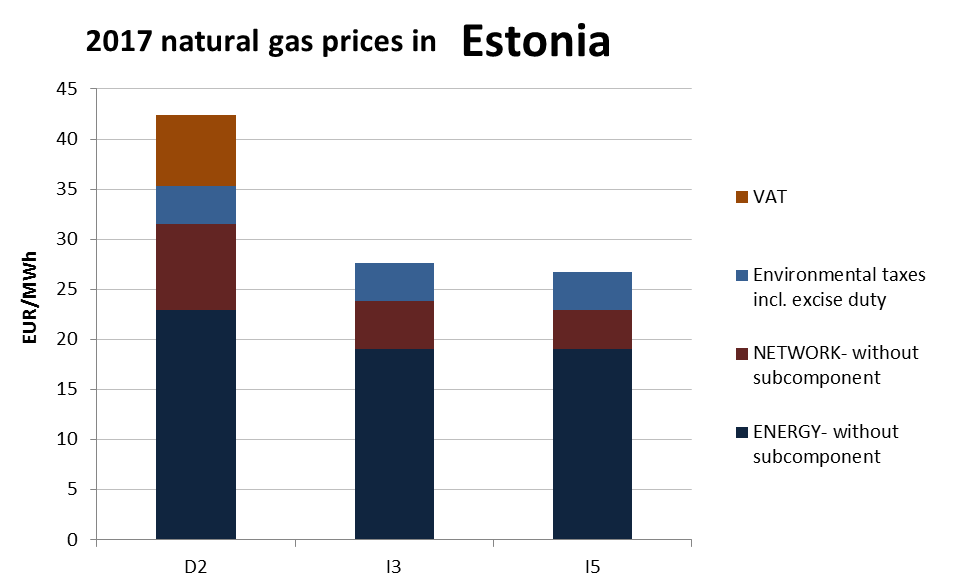 2017 natural gas prices in Estonia
45
40
35
30
25
20
15
10
5
0
EUR/MWh
D2
I3
I5
VAT
Environmental taxes
incl. excise duty
NETWORK- without
subcomponent
ENERGY- without
subcomponent